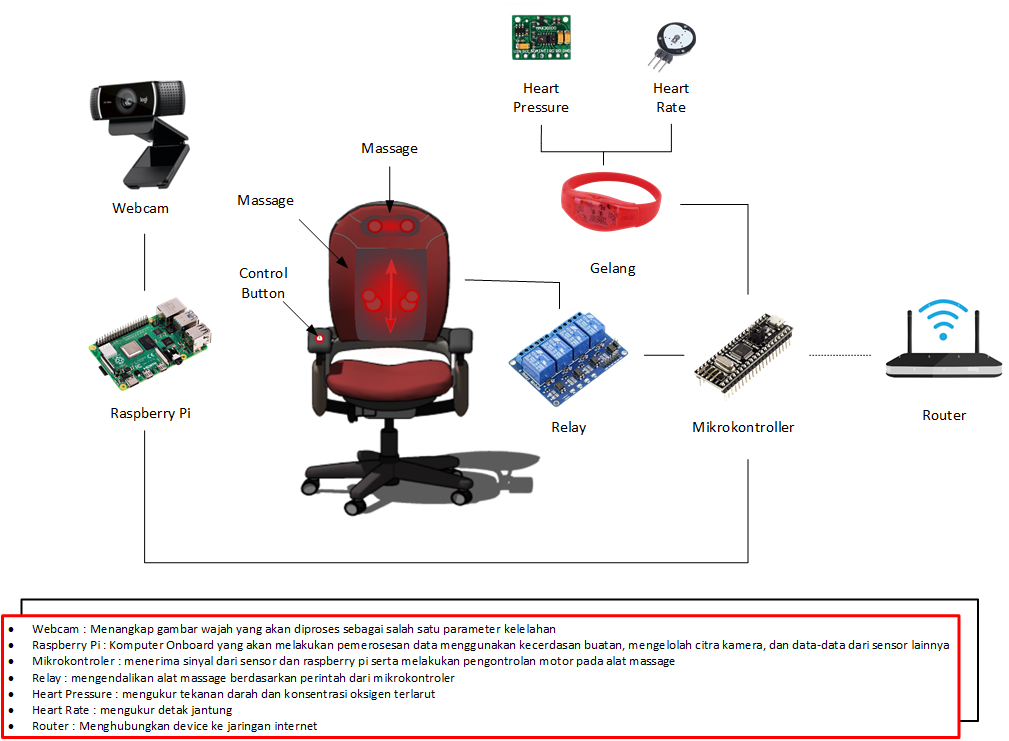 Heart
Pressure
Heart
Rate
Massage
Webcam
Massage
Gelang
Control
Button
Raspberry Pi
Relay
Mikrokontroller
Router
• Webcam : Menangkap gambar wajah yang akan diproses sebagai salah satu parameter kelelahan
• Raspberry Pi : Komputer Onboard yang akan melakukan pemerosesan data menggunakan kecerdasan buatan, mengelolah citra kamera, dan data-data dari sensor lainnya
• Mikrokontroler : menerima sinyal dari sensor dan raspberry pi serta melakukan pengontrolan motor pada alat massage
• Relay : mengendalikan alat massage berdasarkan perintah dari mikrokontroler
• Heart Pressure : mengukur tekanan darah dan konsentrasi oksigen terlarut
• Heart Rate : mengukur detak jantung
• Router : Menghubungkan device ke jaringan internet